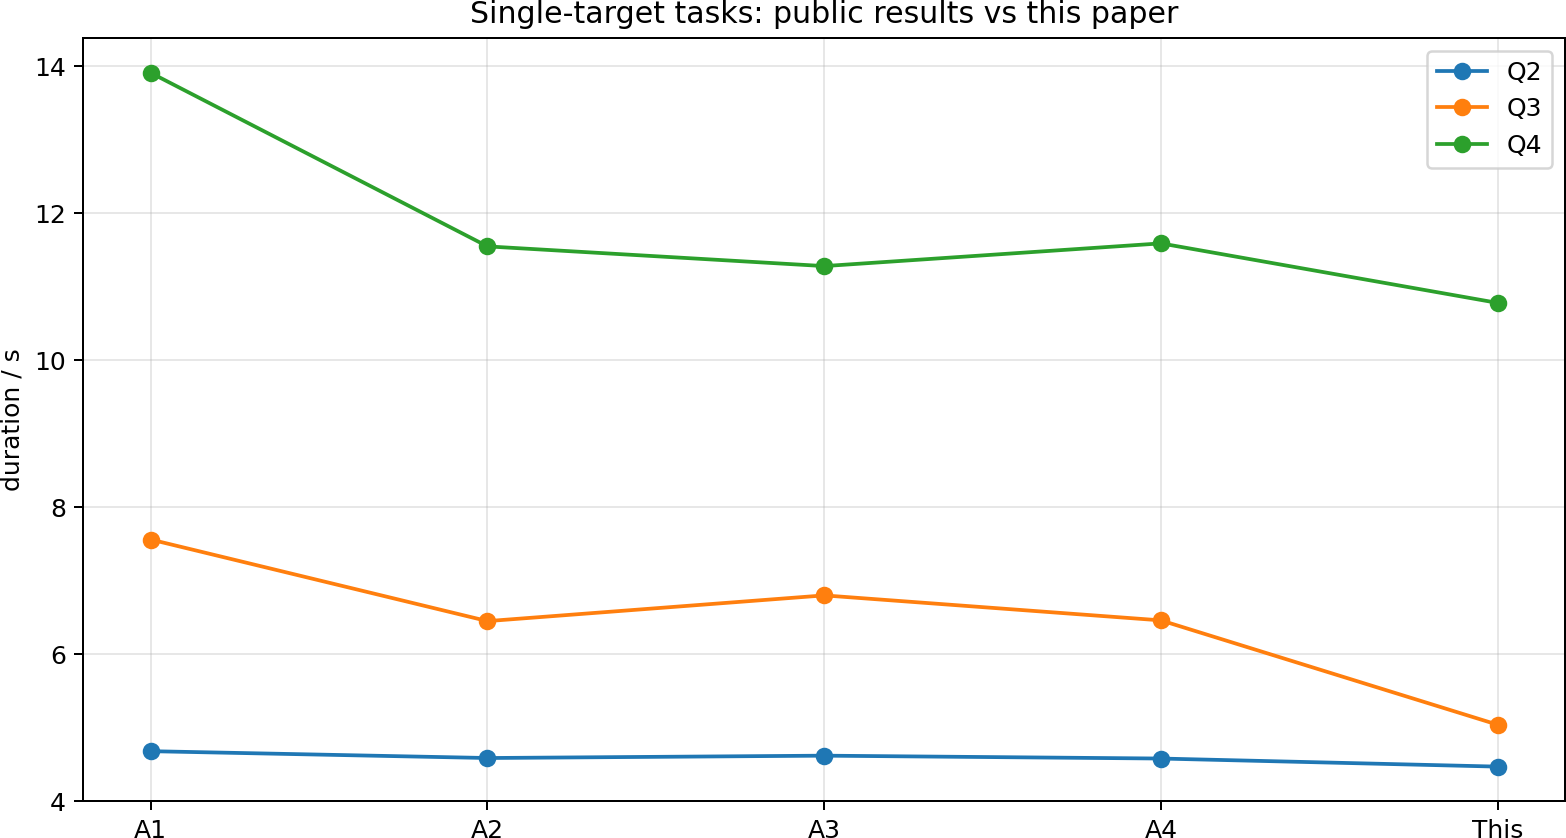 Single-target tasks: public results vs this paper
Q2
Q3
Q4
duration / s
14
12
10
8
6
4
A1
A2
A3
A4
This